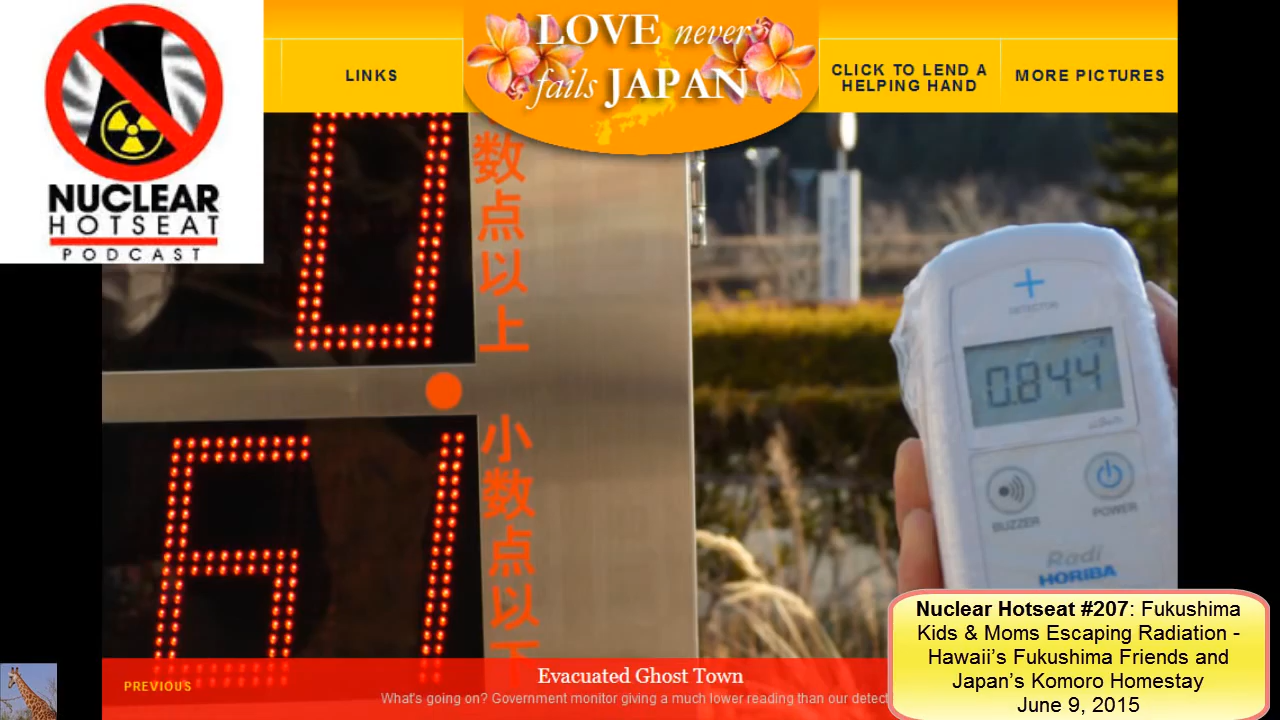 NUCLEAR
HOTSEAT
PODCAST
LINKS
LOVE never
fails JAPAN
CLICK TO LEND A
HELPING HAND
MORE PICTURES
0
数点以上
61
小数点以下
DETECTOR
0.844
BUZZER
POWER
Radi
HORIBA
PREVIOUS
Evacuated Ghost Town
What's going on? Government monitor giving a much lower reading than our detect
Nuclear Hotseat #207: Fukushima
Kids & Moms Escaping Radiation -
Hawaii’s Fukushima Friends and
Japan’s Komoro Homestay
June 9, 2015